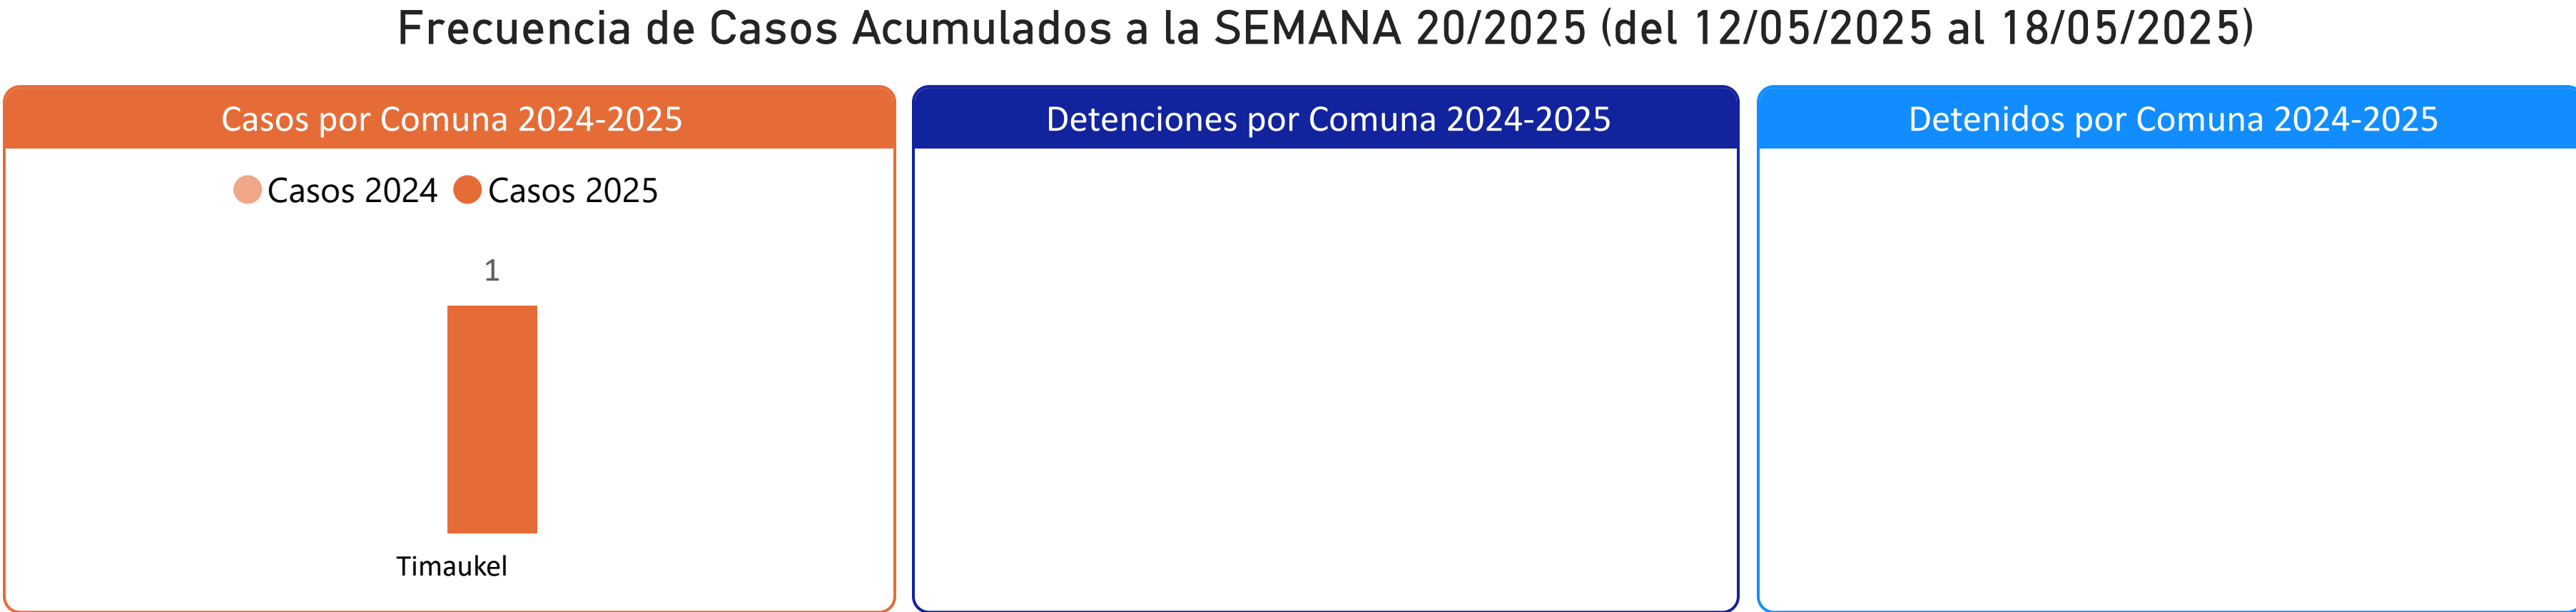 Frecuencia de Casos Acumulados a la SEMANA 20/2025 (del 12/05/2025 al 18/05/2025)
Casos por Comuna 2024-2025
Casos 2024 Casos 2025
1
Timaukel
Detenciones por Comuna 2024-2025
Detenidos por Comuna 2024-2025